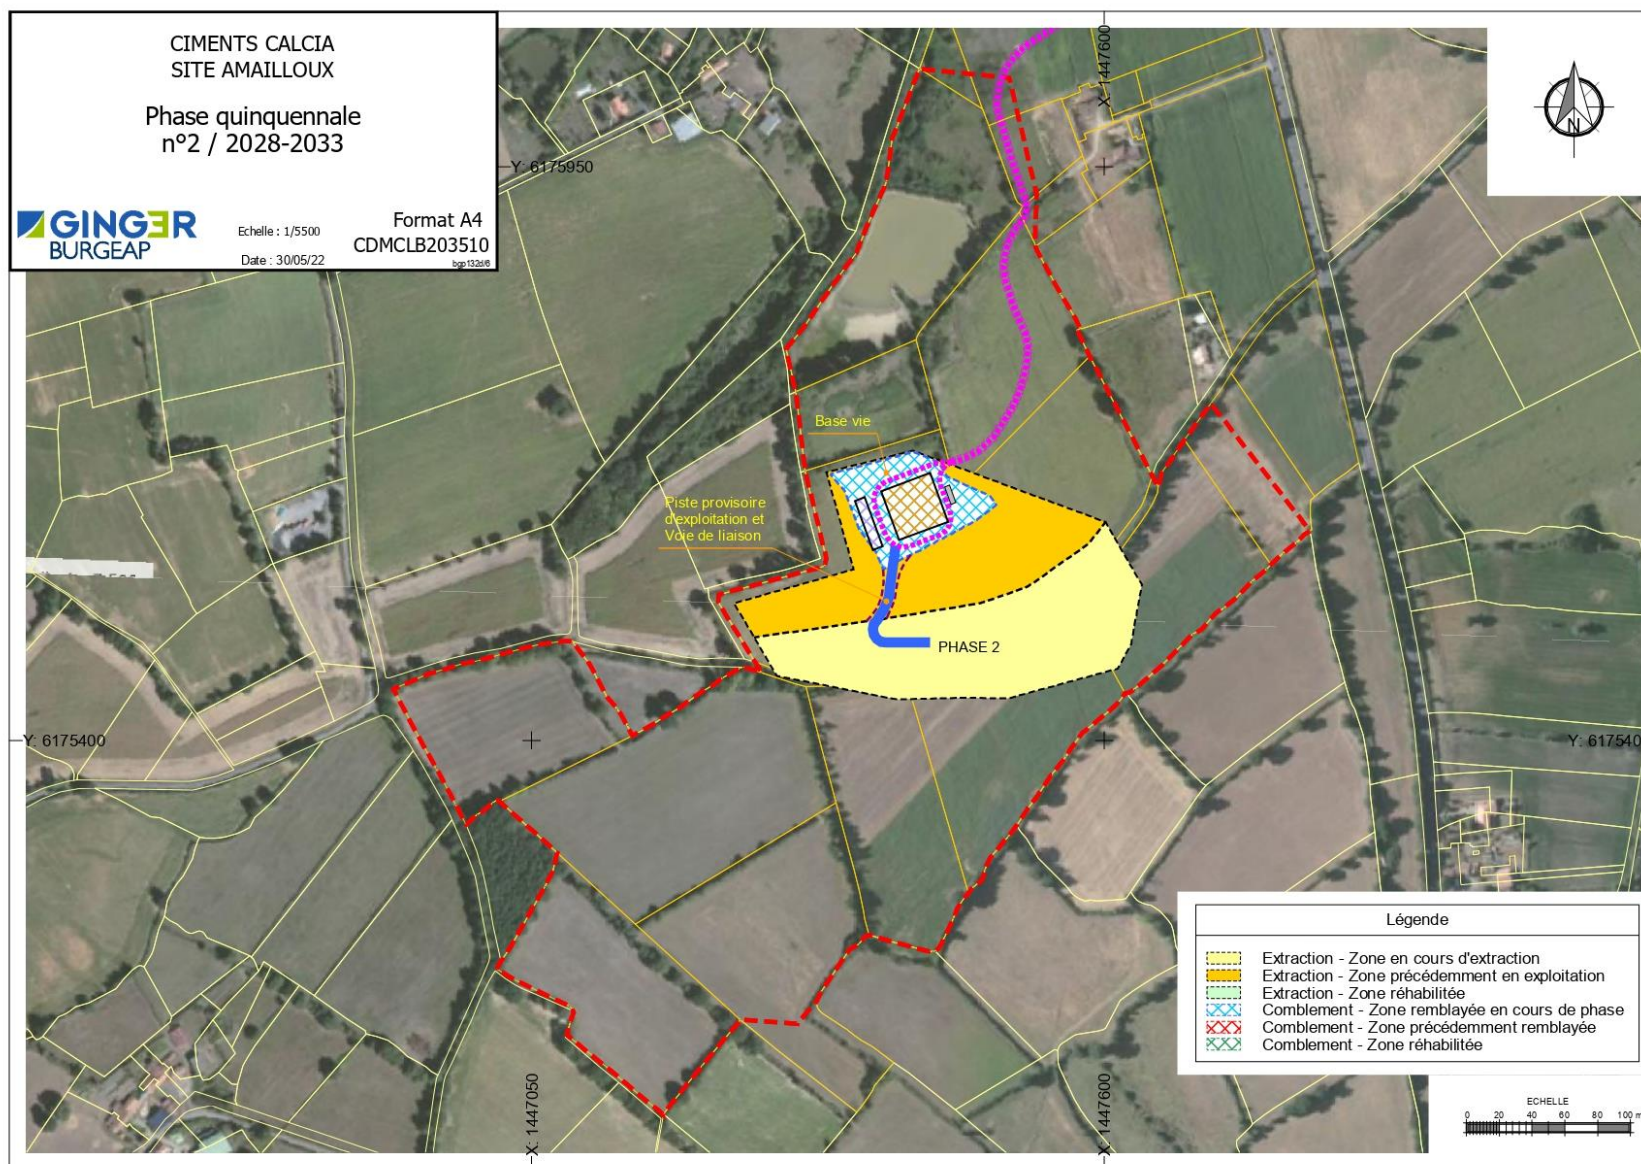 CIMENTS CALCIA
SITE AMAILLOUX
Phase quinquennale
n°2 / 2028-2033
GINGER
BURGEAP
Echelle : 1/5500
Date : 30/05/22
Format A4
CDMCLB203510
X: 1447600
N
Y: 6175950
Base vie
Piste provisoire
d'exploitation et
Voie de liaison
PHASE 2
Y: 6175400
Y: 617540
Légende
Extraction - Zone en cours d'extraction
Extraction - Zone précédemment en exploitation
Extraction - Zone réhabilitée
Comblement - Zone remblayée en cours de phase
Comblement - Zone précédemment remblayée
Comblement - Zone réhabilitée
X: 1447050
X: 1447600
ECHELLE
0 20 40 60 80 100 m